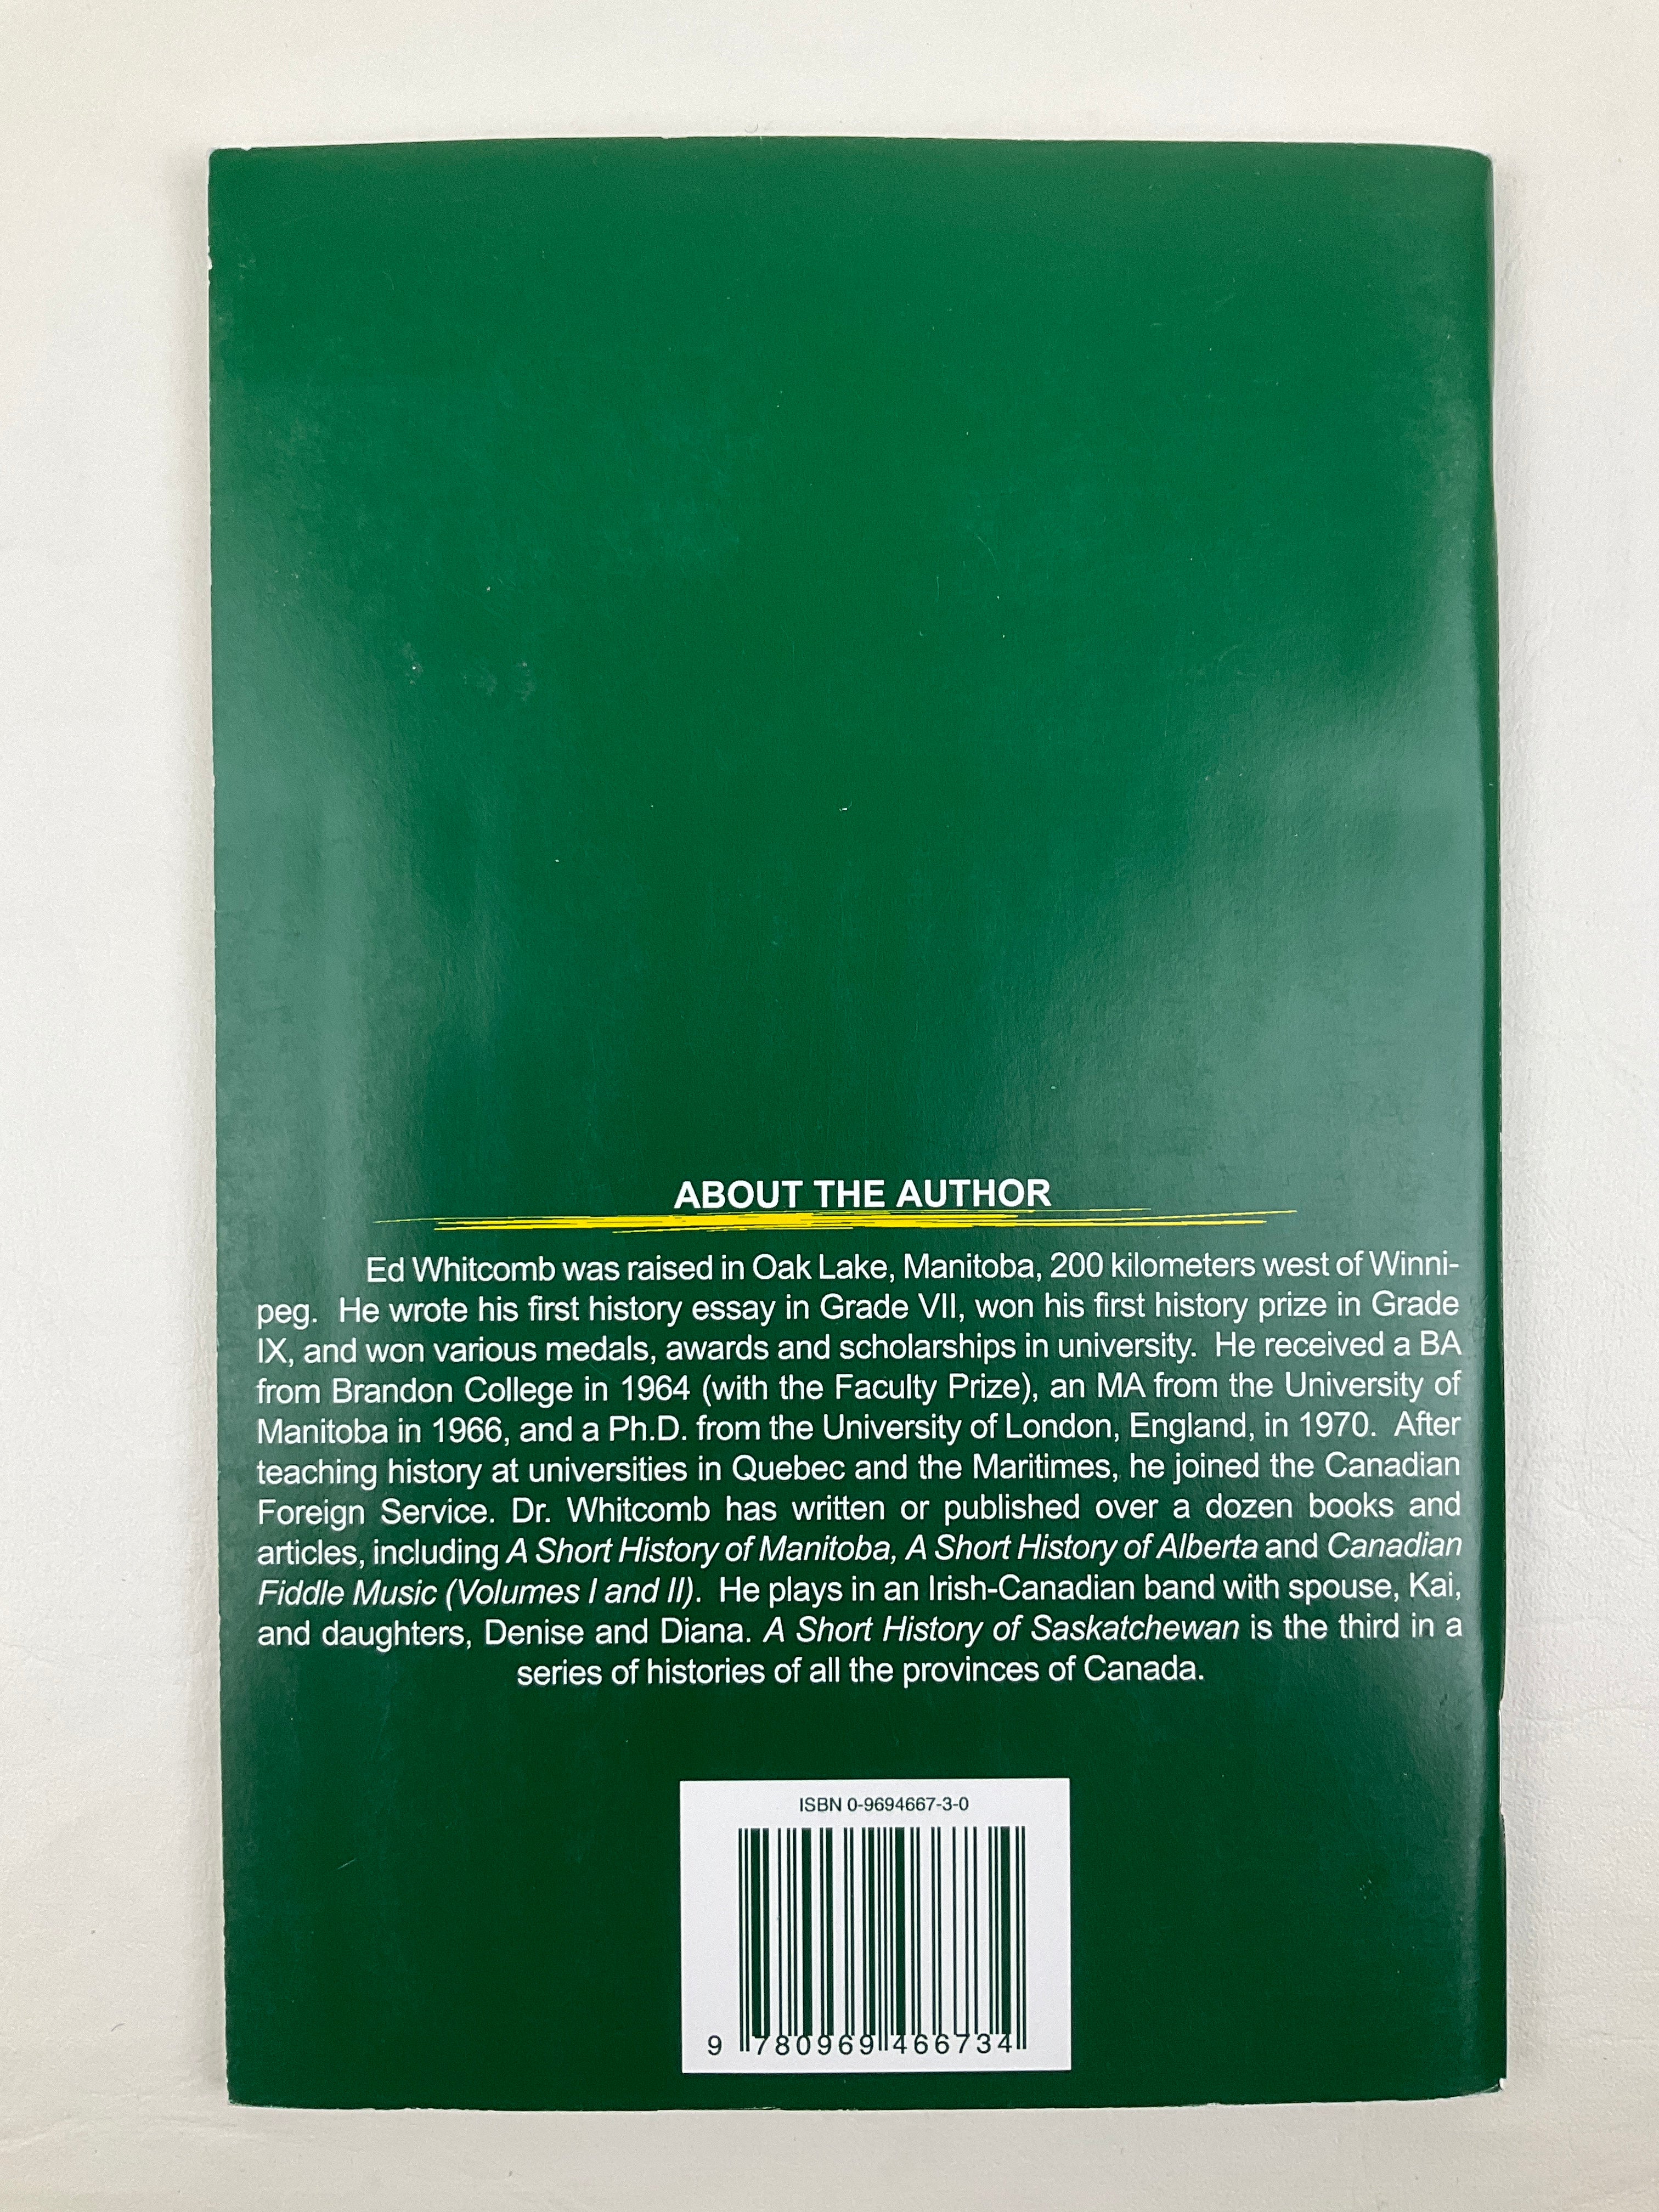 ABOUT THE AUTHOR
Ed Whitcomb was raised in Oak Lake, Manitoba, 200 kilometers west of Winni-
peg. He wrote his first history essay in Grade VII, won his first history prize in Grade
IX, and won various medals, awards and scholarships in university. He received a BA
from Brandon College in 1964 (with the Faculty Prize), an MA from the University of
Manitoba in 1966, and a Ph.D. from the University of London, England, in 1970. After
teaching history at universities in Quebec and the Maritimes, he joined the Canadian
Foreign Service. Dr. Whitcomb has written or published over a dozen books and
articles, including A Short History of Manitoba, A Short History of Alberta and Canadian
Fiddle Music (Volumes I and II). He plays in an Irish-Canadian band with spouse, Kai,
and daughters, Denise and Diana. A Short History of Saskatchewan is the third in a
series of histories of all the provinces of Canada.
ISBN 0-9694667-3-0
9 780969 466734